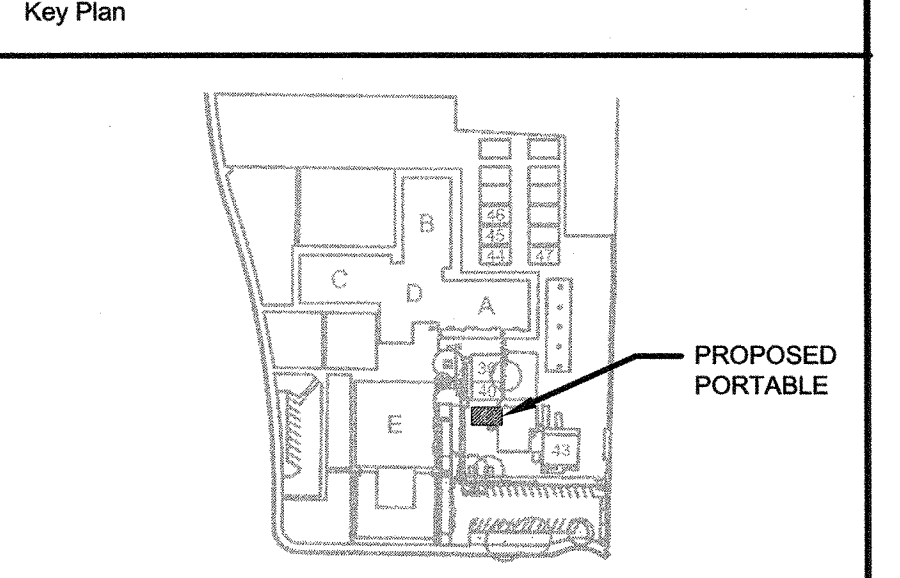 Key Plan
B
46
45
44
47
C
D
A
PROPOSED
PORTABLE
39
40
E
43